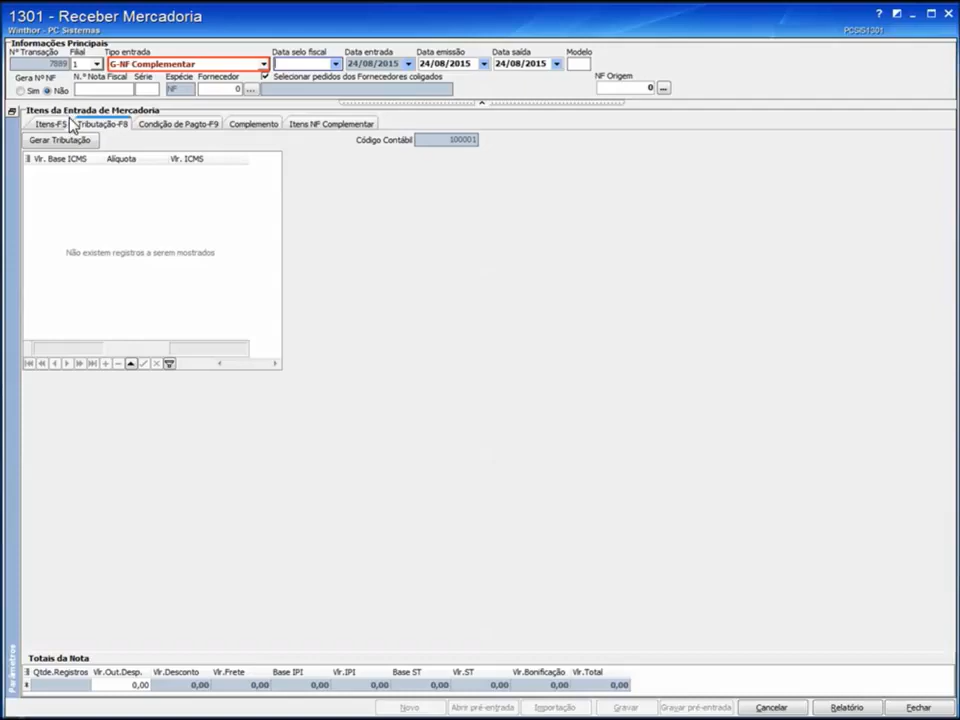 1301 - Receber Mercadoria
Winthor - PC Sistemas
PCSIS1301
Informações Principais
Nº Transação Filial Tipo entrada Data selo fiscal Data entrada Data emissão Data saída Modelo
7889 1 G-NF Complementar 24/08/2015 24/08/2015 24/08/2015
Gera Nº NF N.º Nota Fiscal Série Espécie Fornecedor Selecionar pedidos dos Fornecedores coligados NF Origem
Sim Não NF 0 ... 0 ...
Itens da Entrada de Mercadoria
Itens-F5 Tributação-F8 Condição de Pagto-F9 Complemento Itens NF Complementar
Gerar Tributação Código Contábil 100001
Vlr. Base ICMS Alíquota Vlr. ICMS
Não existem registros a serem mostrados
Parâmetros
Totais da Nota
Qtde.Registros Vlr.Out.Desp. Vlr.Desconto Vlr.Frete Base IPI Vlr.IPI Base ST Vlr.ST Vlr.Bonificação Vlr.Total
0,00 0,00 0,00 0,00 0,00 0,00 0,00 0,00 0,00
Novo Abrir pré-entrada Importação Gravar Gravar pré-entrada Cancelar Relatório Fechar